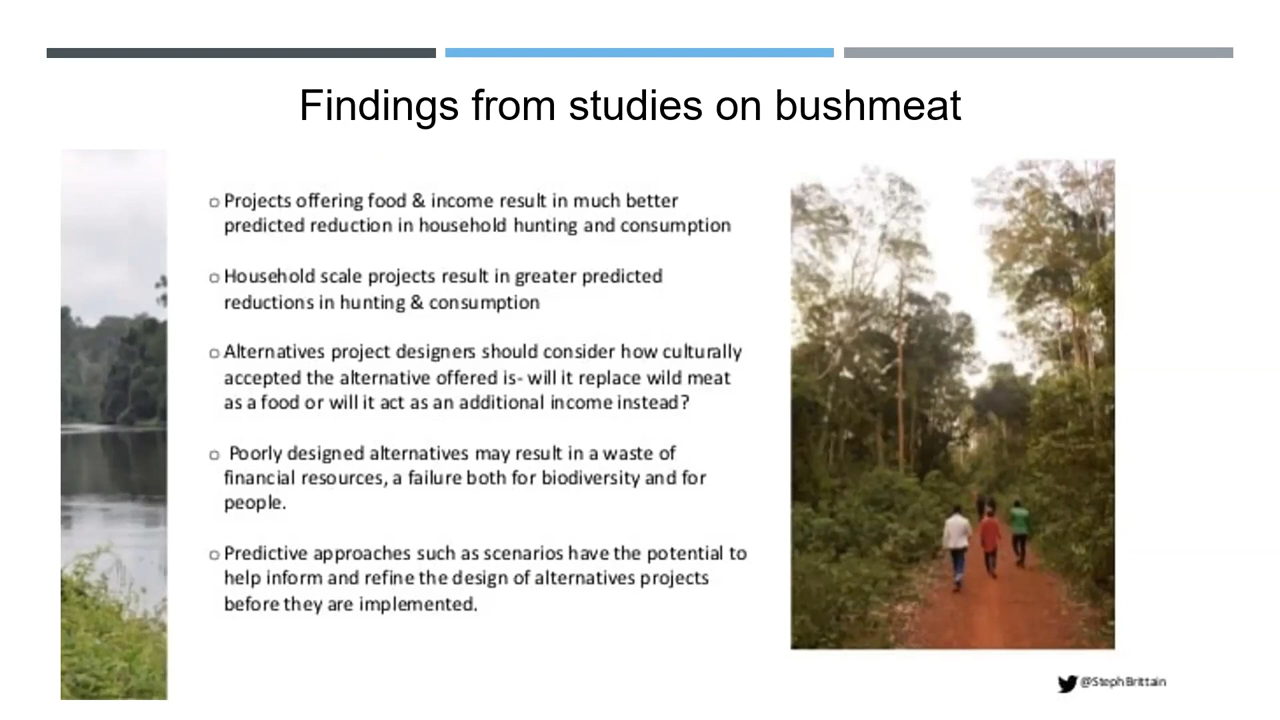 Findings from studies on bushmeat
Projects offering food & income result in much better
predicted reduction in household hunting and consumption
Household scale projects result in greater predicted
reductions in hunting & consumption
Alternatives project designers should consider how culturally
accepted the alternative offered is- will it replace wild meat
as a food or will it act as an additional income instead?
Poorly designed alternatives may result in a waste of
financial resources, a failure both for biodiversity and for
people.
Predictive approaches such as scenarios have the potential to
help inform and refine the design of alternatives projects
before they are implemented.
@StephBrittain